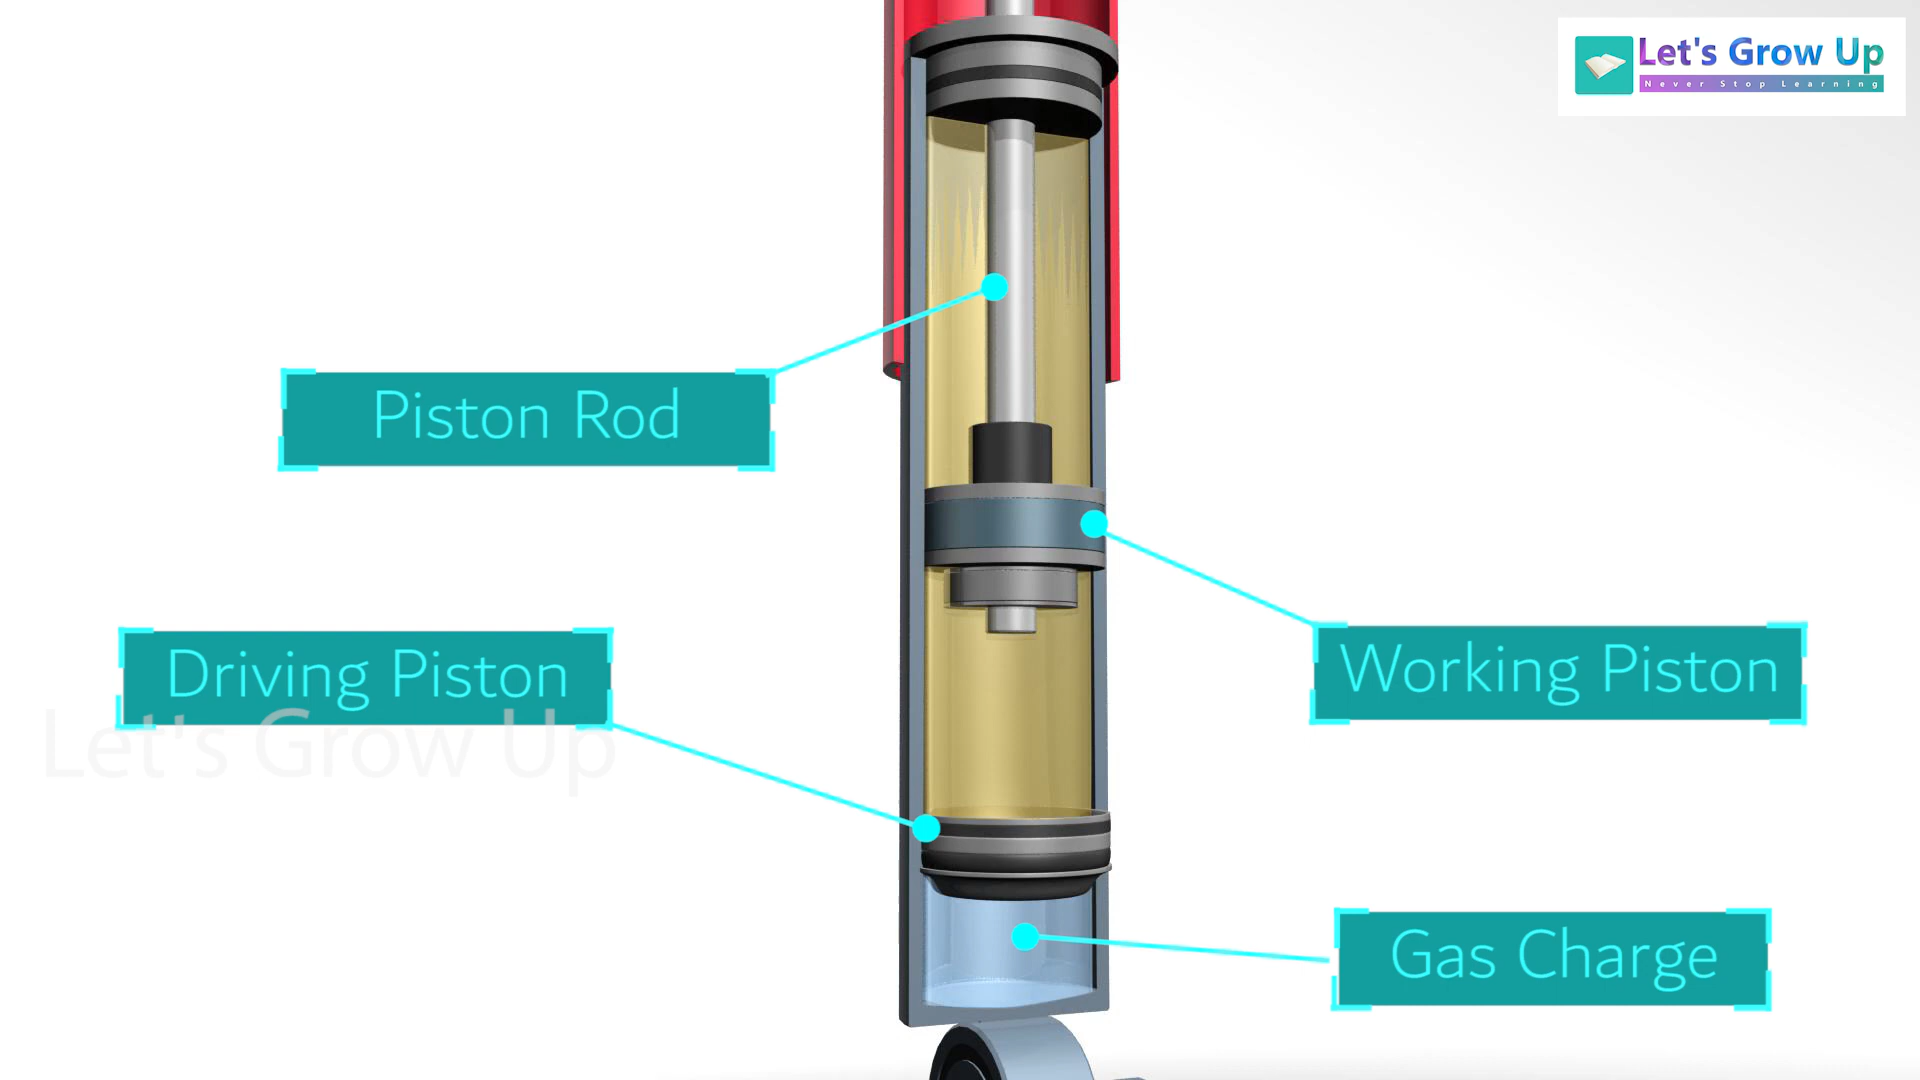 Let's Grow Up
Never Stop Learning
Piston Rod
Driving Piston
Working Piston
Let's Grow Up
Gas Charge